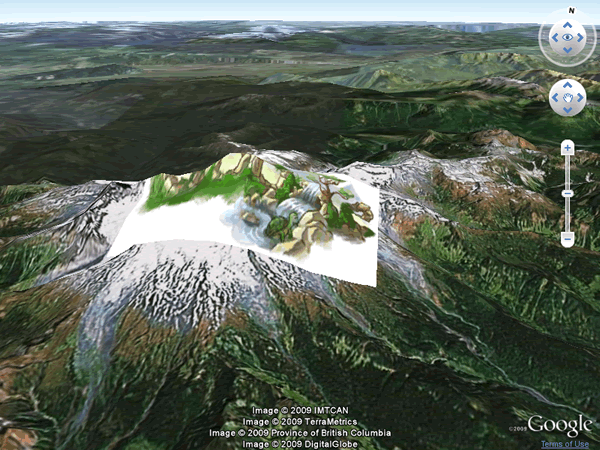 N
Image © 2009 IMTCAN
Image © 2009 TerraMetrics
Image © 2009 Province of British Columbia
Image © 2009 DigitalGlobe
©2009 Google
Terms of Use